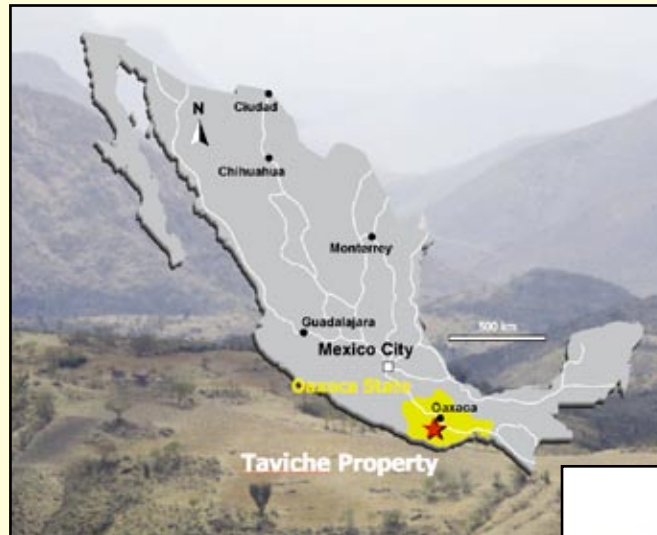 N
Ciudad
Chihuahua
Monterrey
Guadalajara
500 km
Mexico City
Oaxaca State
Oaxaca
Taviche Property